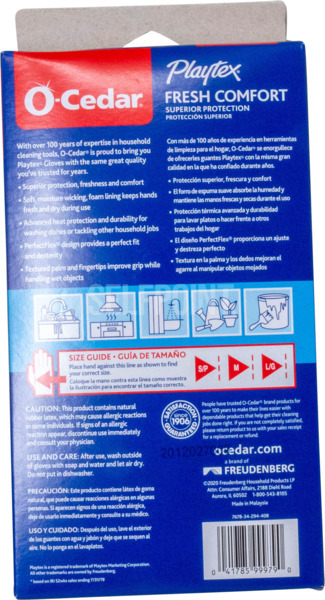 O-Cedar®
Playtex®
FRESH COMFORT
SUPERIOR PROTECTION
PROTECCIÓN SUPERIOR
With over 100 years of expertise in household
cleaning tools, O-Cedar® is proud to bring you
Playtex® Gloves with the same great quality
you've trusted for years.
• Superior protection, freshness and comfort
• Soft, moisture wicking, foam lining keeps hands
fresh and dry during use
• Advanced heat protection and durability for
washing dishes or tackling other household jobs
• PerfectFlex® design provides a perfect fit
and dexterity
• Textured palm and fingertips improve grip while
handling wet objects
Con más de 100 años de experiencia en herramientas
de limpieza para el hogar, O-Cedar® se enorgullece
de ofrecerles guantes Playtex® con la misma gran
calidad en la que ha confiado durante años.
• Protección superior, frescura y confort
• El forro de espuma suave absorbe la humedad y
mantiene las manos frescas y secas durante el uso
• Protección térmica avanzada y durabilidad
para lavar platos o hacer frente a otros
trabajos del hogar
• El diseño PerfectFlex® proporciona un ajuste
y destreza perfecto
• Textura en la palma y los dedos mejoran el
agarre al manipular objetos mojados
SIZE GUIDE • GUÍA DE TAMAÑO
Place hand against this line as shown to find
your correct size.
Coloque la mano contra esta línea como muestra
la ilustración para encontrar el tamaño correcto.
S/P
M
L/G
CAUTION: This product contains natural
rubber latex, which may cause allergic reactions
in some individuals. If signs of an allergic
reaction appear, discontinue use immediately
and consult your physician.
USE AND CARE: After use, wash outside
of gloves with soap and water and let air dry.
Do not put in dishwasher.
PRECAUCIÓN: Este producto contiene látex de goma
natural, que puede causar reacciones alérgicas en algunas
personas. Si aparecen signos de una reacción alérgica,
deje de usarlo inmediatamente y consulte a su médico.
USO Y CUIDADO: Después de usar, lave el exterior
de los guantes con agua y jabón y deje que se sequen al
aire. No lo ponga en el lavaplatos.
Playtex is a registered trademark of Playtex Marketing Corporation.
All other trademarks are owned by Freudenberg.
SATISFACTION
SINCE
1906
GUARANTEED
People have trusted O-Cedar® brand products for
over 100 years to make their lives easier with
dependable products that help get their cleaning
done right. If you are not completely satisfied,
please return product to us with your sales receipt
for a replacement or refund.
2012027
ocedar.com
a brand of
FREUDENBERG
©2020 Freudenberg Household Products LP
Attn: Consumer Affairs, 2188 Diehl Road
Aurora, IL 60502 1-800-543-8105
Made in Malaysia
0 41785 99979 0